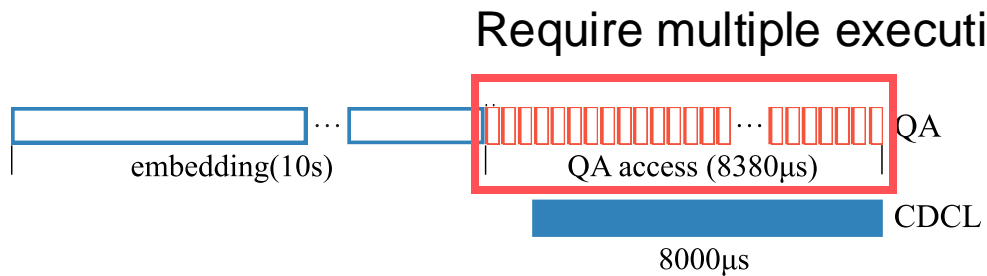 Require multiple executi
... ... QA
embedding(10s) QA access (8380μs)
CDCL
8000μs